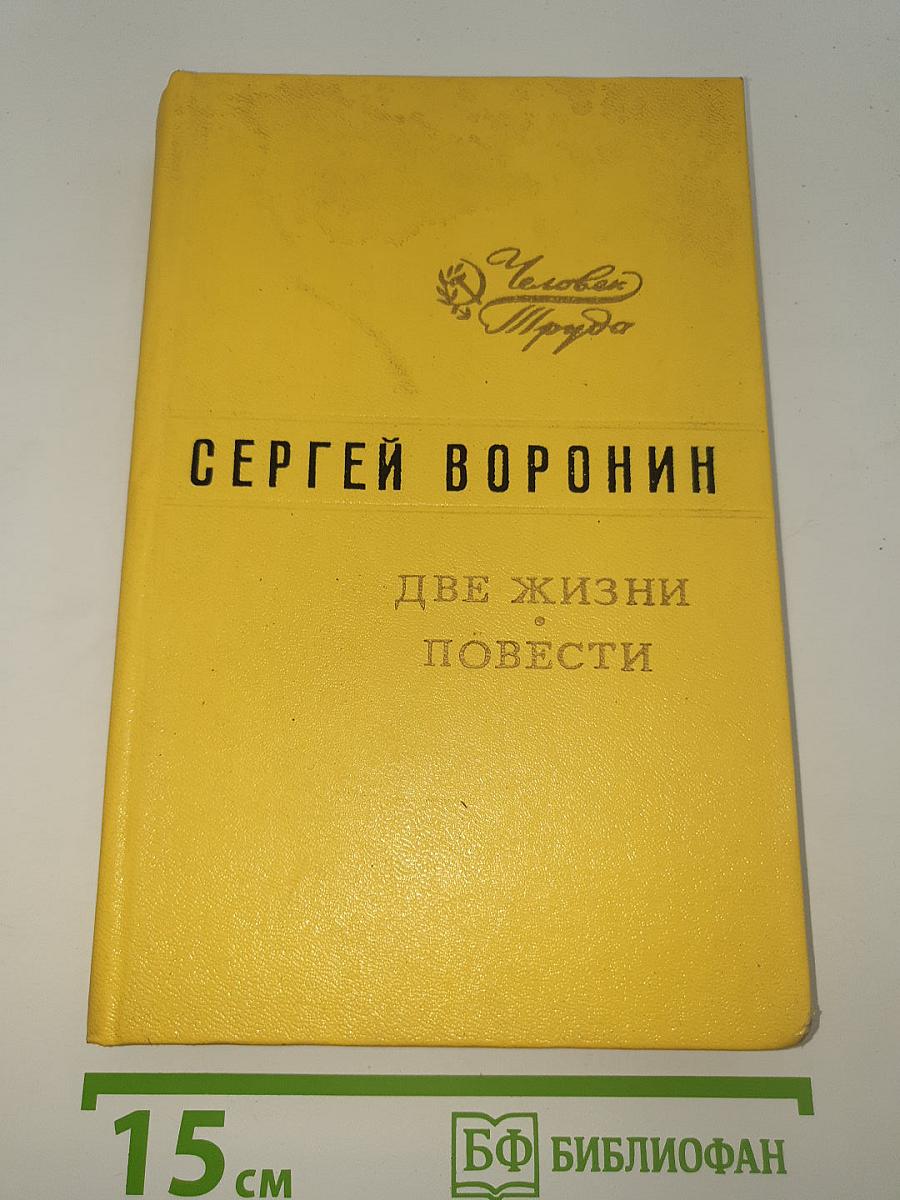 Человек
Труда
СЕРГЕЙ ВОРОНИН
ДВЕ ЖИЗНИ
•
ПОВЕСТИ
15 см
БФ БИБЛИОФАН